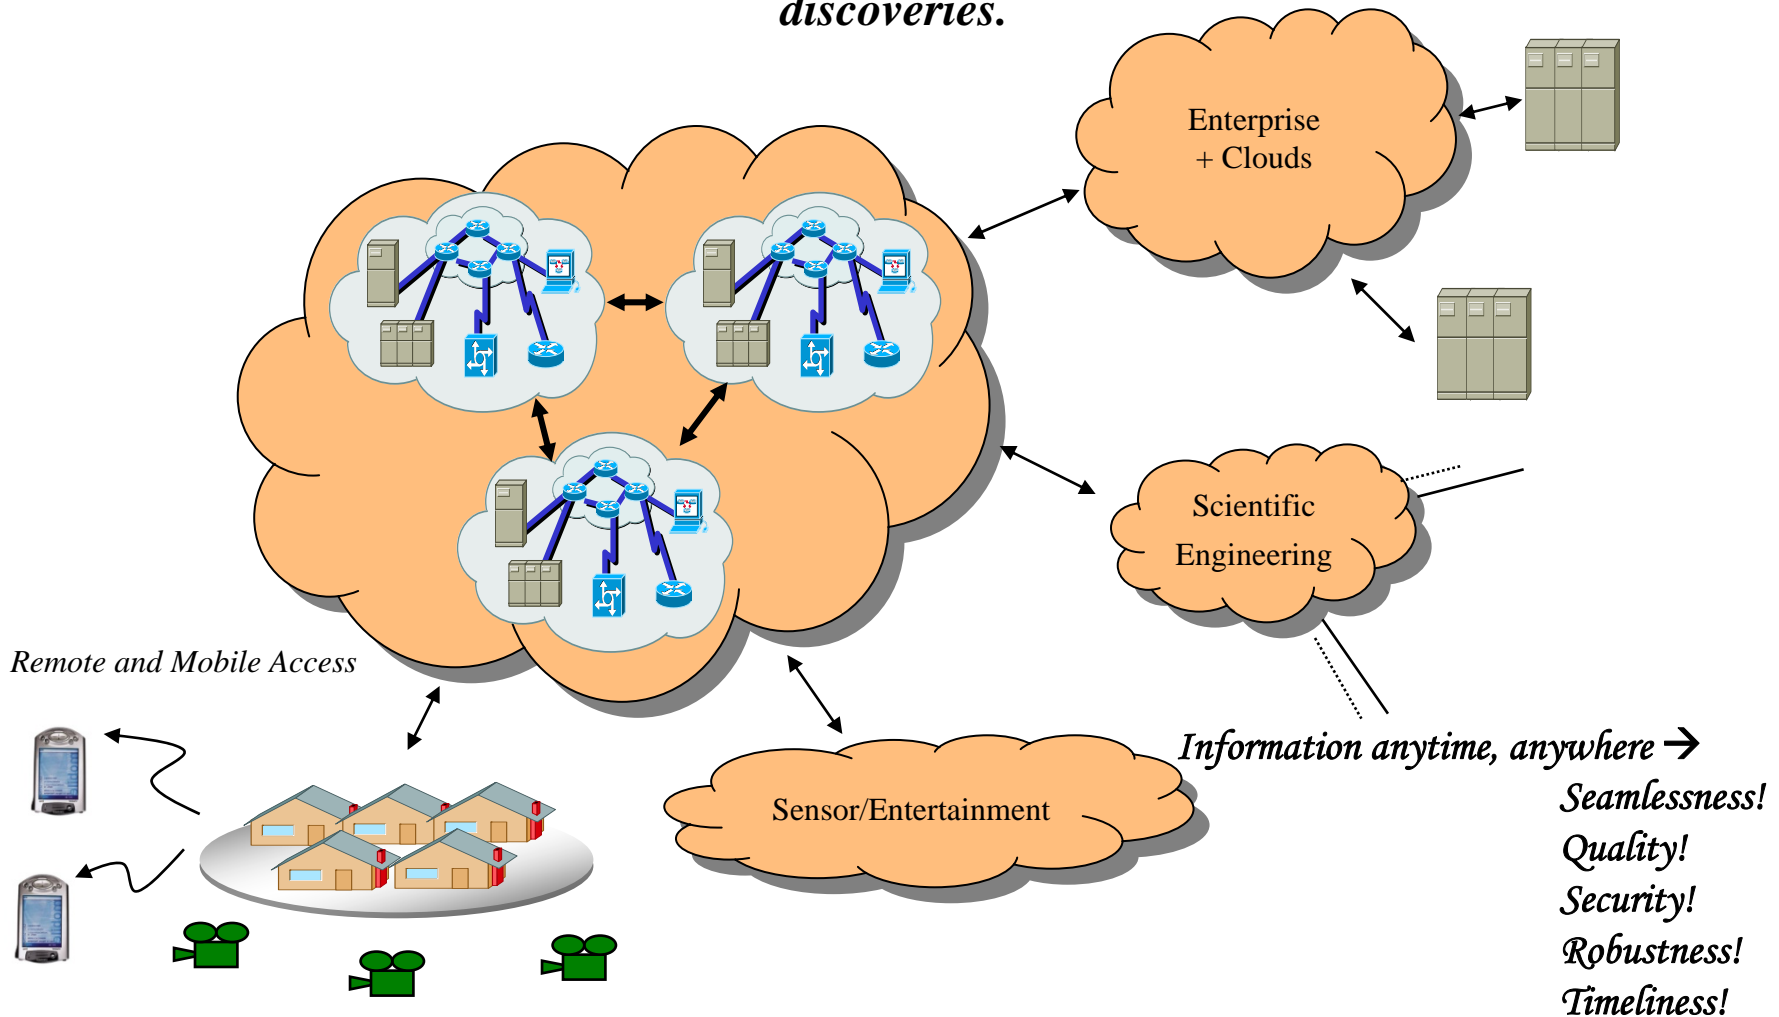 discoveries.
Enterprise
+ Clouds
Scientific
Engineering
Remote and Mobile Access
Information anytime, anywhere →
Seamlessness!
Sensor/Entertainment
Quality!
Security!
Robustness!
Timeliness!